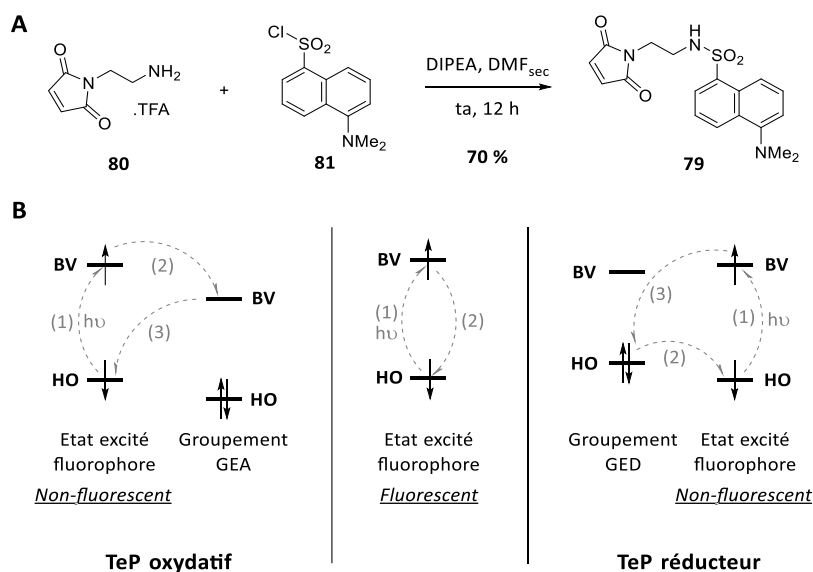 A
O
N
O
NH2
.TFA
80
+
Cl
SO2
NMe2
81
DIPEA, DMFsec
ta, 12 h
70 %
O
N
O
H
N
SO2
NMe2
79
B
BV
(2)
BV
(1)
hυ
(3)
HO
HO
Etat excité
fluorophore
Non-fluorescent
Groupement
GEA
TeP oxydatif
BV
(1)
hυ
(2)
HO
Etat excité
fluorophore
Fluorescent
BV
(3)
(1)
hυ
HO
(2)
HO
Groupement
GED
BV
Etat excité
fluorophore
Non-fluorescent
TeP réducteur